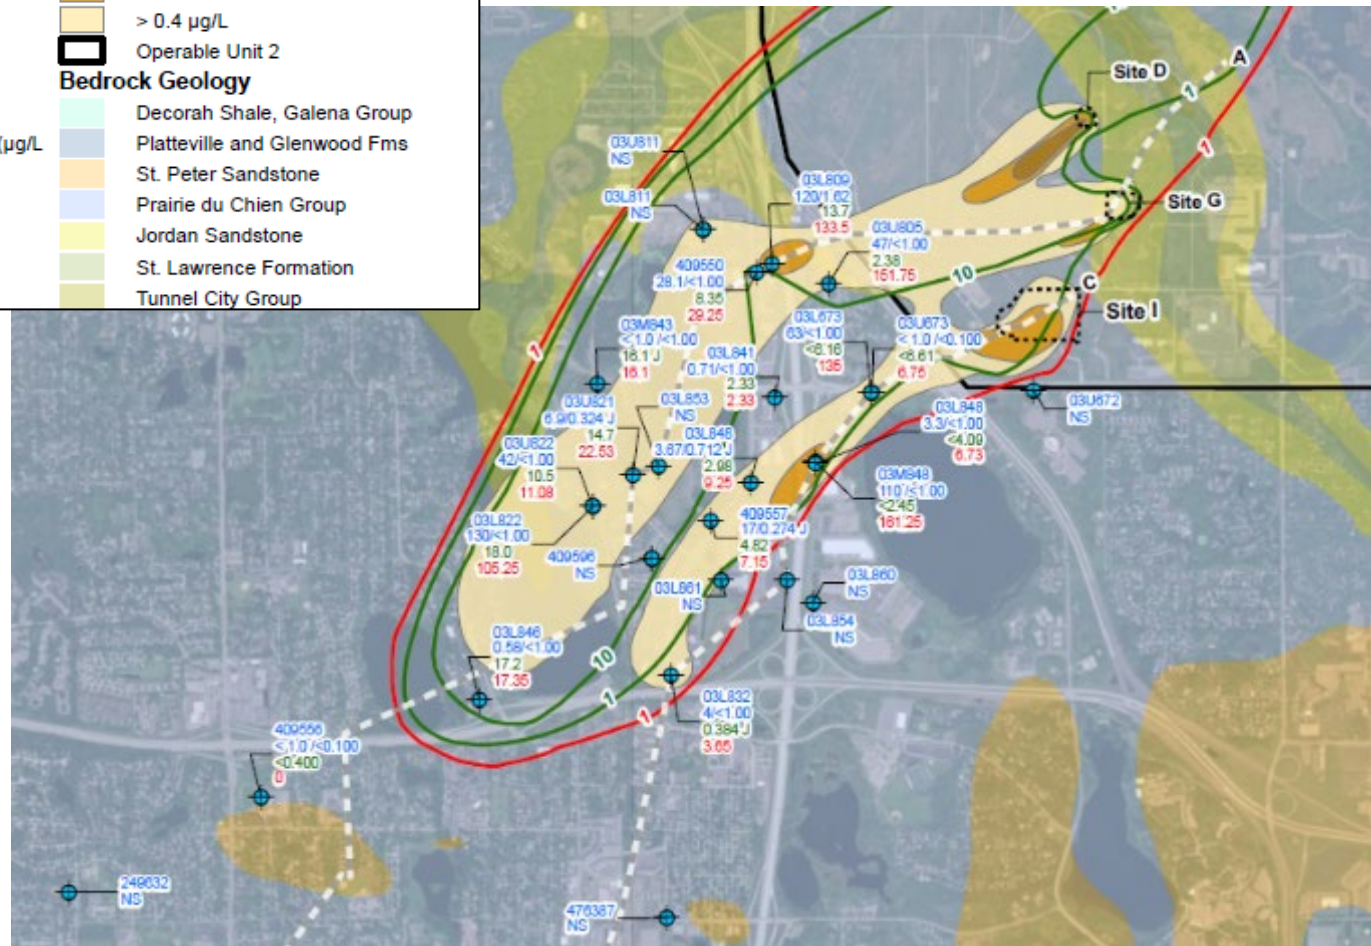 > 0.4 µg/L
Operable Unit 2
Bedrock Geology
Decorah Shale, Galena Group
(µg/L
Platteville and Glenwood Fms
St. Peter Sandstone
Prairie du Chien Group
Jordan Sandstone
St. Lawrence Formation
Tunnel City Group
1
A
Site D
1
1
03U811
NS
03L811
NS
03L809
120/1.62
13.7
133.5
Site G
03U805
47/<1.00
2.38
151.75
409550
28.1/<1.00
8.35
29.25
10
C
Site I
03M843
< 1.0 /<1.00
16.1 J
16.1
03L673
63/<1.00
<6.16
135
03U673
< 1.0 /<0.100
<6.61
6.75
1
03L841
0.71/<1.00
2.33
2.33
03U672
NS
03U821
6.9/0.324 J
14.7
22.53
03L853
NS
03L848
3.3/<1.00
<4.09
6.73
03U822
42/<1.00
10.5
11.08
03L848
3.67/0.712 J
2.98
9.25
03M848
110 /<1.00
<2.45
161.25
03L822
130/<1.00
18.0
105.25
409557
17/0.274 J
4.82
7.15
409596
NS
03L861
NS
03L860
NS
03L854
NS
03L846
0.58/<1.00
17.2
17.35
10
1
1
03L832
4/<1.00
0.384 J
3.65
409556
< 1.0 /<0.100
<0.400
0
249632
NS
476387
NS